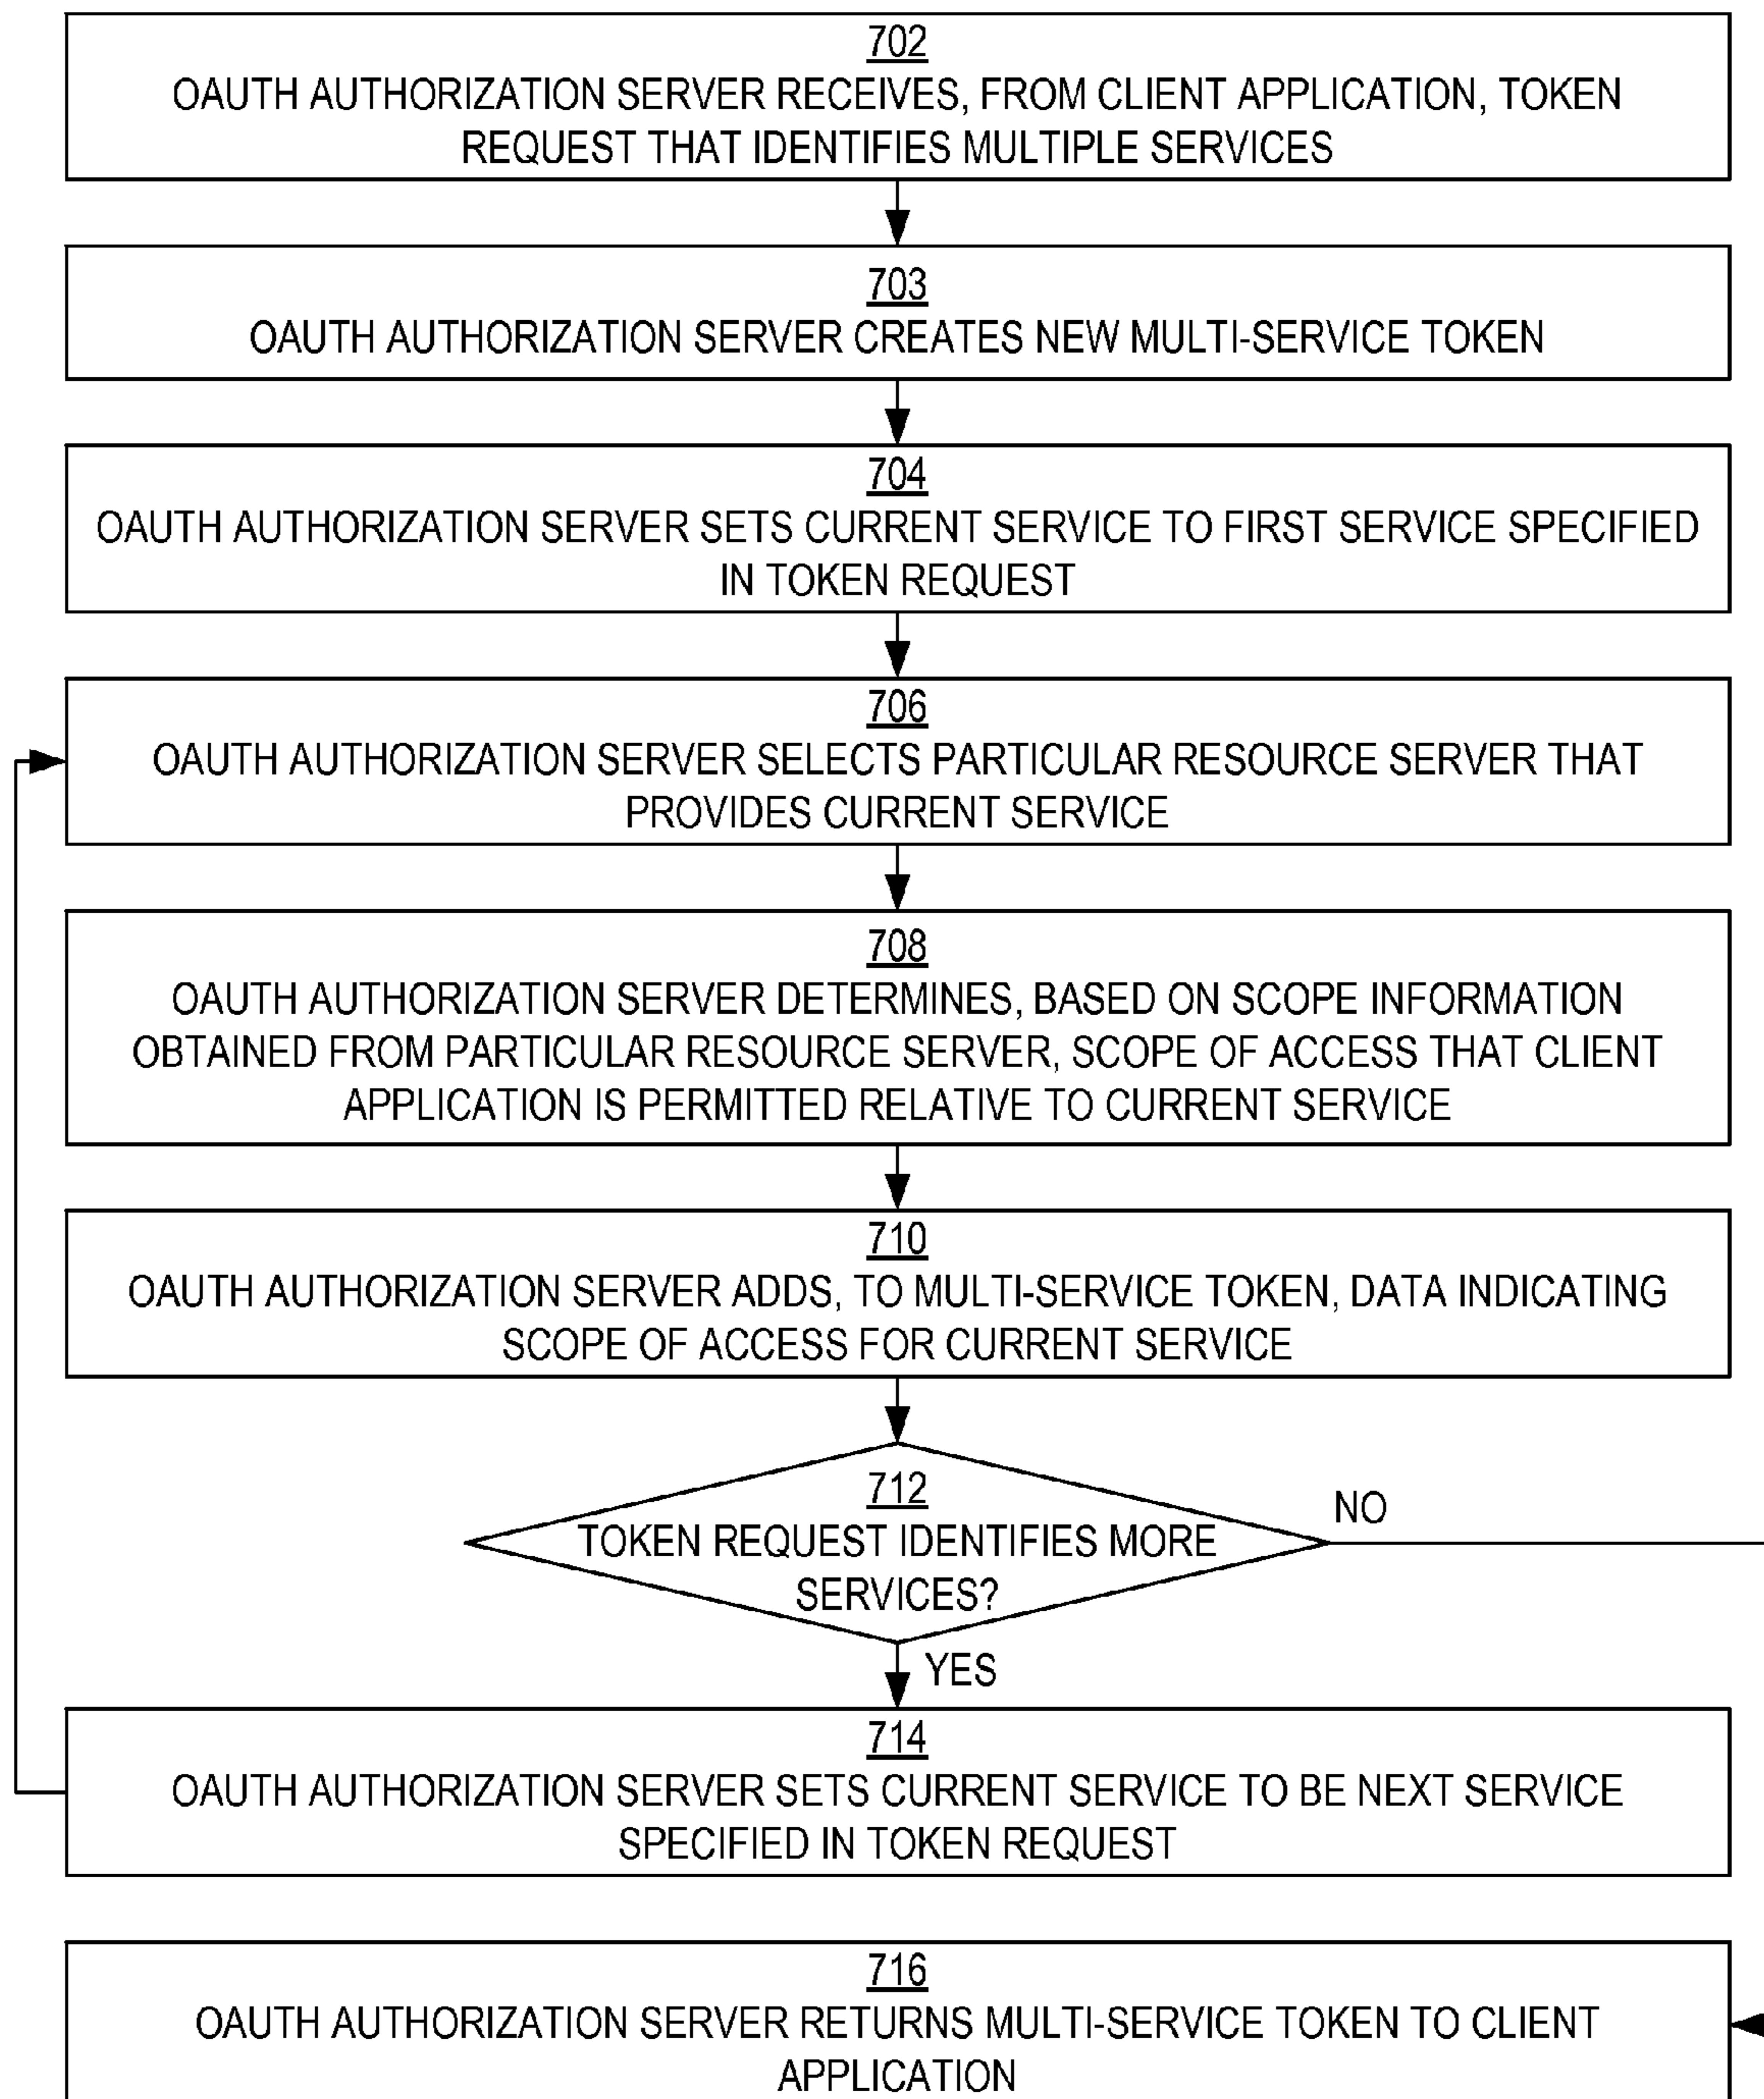 702
OAUTH AUTHORIZATION SERVER RECEIVES, FROM CLIENT APPLICATION, TOKEN
REQUEST THAT IDENTIFIES MULTIPLE SERVICES
703
OAUTH AUTHORIZATION SERVER CREATES NEW MULTI-SERVICE TOKEN
704
OAUTH AUTHORIZATION SERVER SETS CURRENT SERVICE TO FIRST SERVICE SPECIFIED
IN TOKEN REQUEST
706
OAUTH AUTHORIZATION SERVER SELECTS PARTICULAR RESOURCE SERVER THAT
PROVIDES CURRENT SERVICE
708
OAUTH AUTHORIZATION SERVER DETERMINES, BASED ON SCOPE INFORMATION
OBTAINED FROM PARTICULAR RESOURCE SERVER, SCOPE OF ACCESS THAT CLIENT
APPLICATION IS PERMITTED RELATIVE TO CURRENT SERVICE
710
OAUTH AUTHORIZATION SERVER ADDS, TO MULTI-SERVICE TOKEN, DATA INDICATING
SCOPE OF ACCESS FOR CURRENT SERVICE
712
TOKEN REQUEST IDENTIFIES MORE
SERVICES?
NO
YES
714
OAUTH AUTHORIZATION SERVER SETS CURRENT SERVICE TO BE NEXT SERVICE
SPECIFIED IN TOKEN REQUEST
716
OAUTH AUTHORIZATION SERVER RETURNS MULTI-SERVICE TOKEN TO CLIENT
APPLICATION